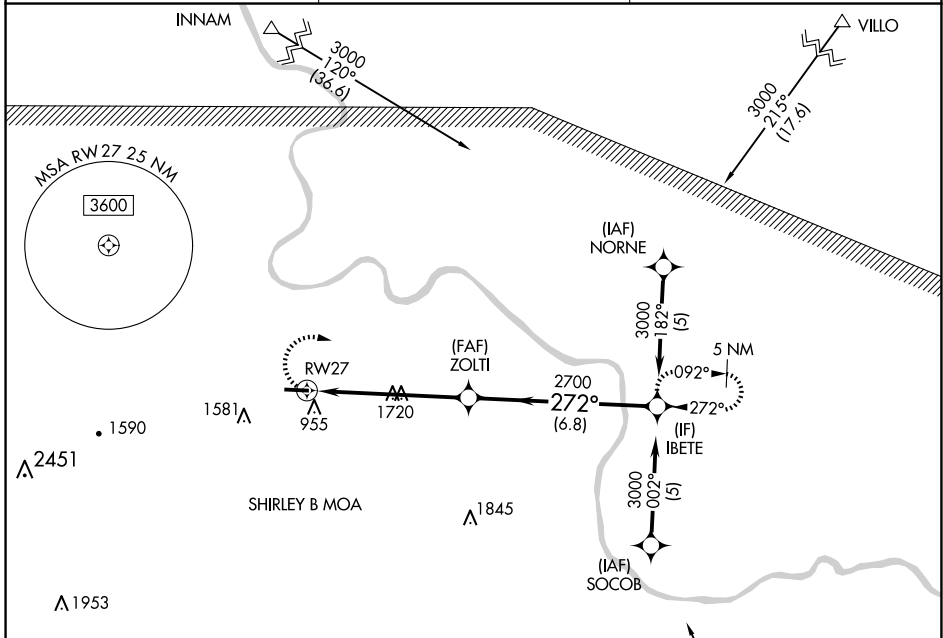 INNAM
3000
120°
(36.6)
VILLO
3000
215°
(17.6)
MSA RW27 25 NM
3600
(IAF)
NORNE
3000
182°
(5)
5 NM
092°
272°
(IF)
IBETE
(FAF)
ZOLTI
2700
272°
(6.8)
RW27
1720
955
1581
1590
2451
SHIRLEY B MOA
1845
3000
002°
(5)
(IAF)
SOCOB
1953